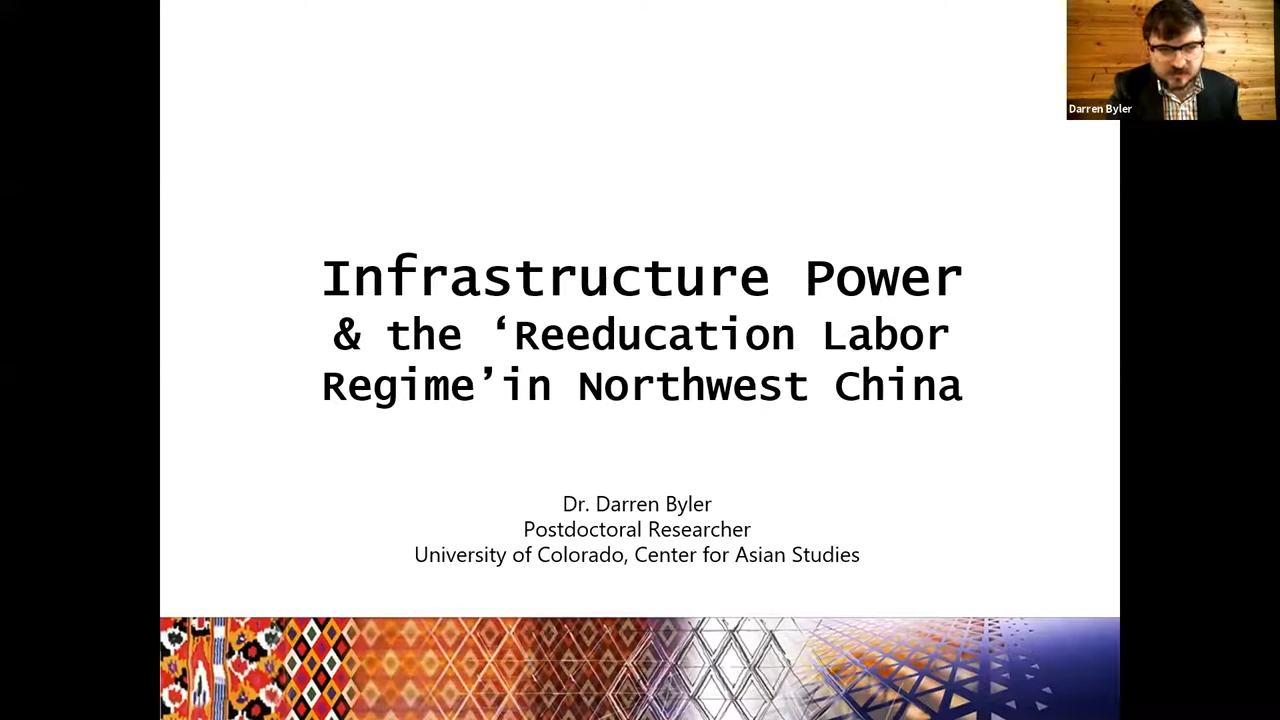 Darren Byler
Infrastructure Power
& the ‘Reeducation Labor
Regime’in Northwest China
Dr. Darren Byler
Postdoctoral Researcher
University of Colorado, Center for Asian Studies